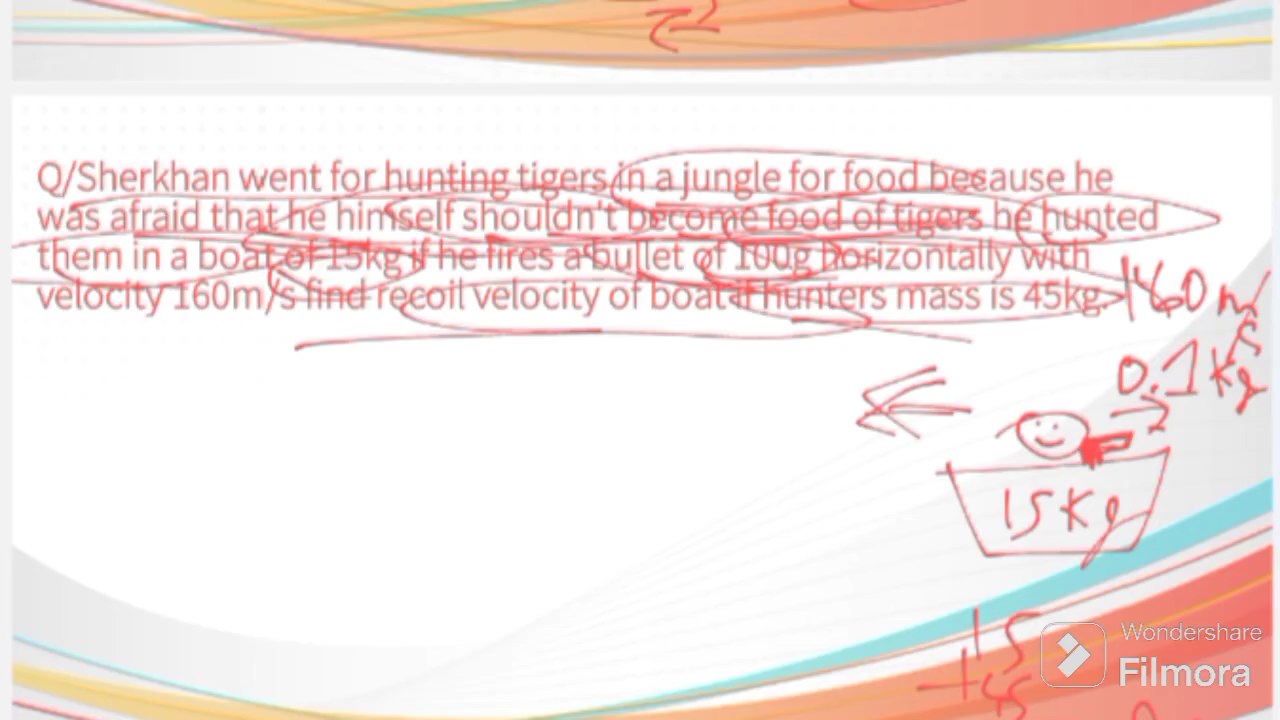 Q/Sherkhan went for hunting tigers in a jungle for food because he
was afraid that he himself shouldn't become food of tigers he hunted
them in a boat of 15kg if he fires a bullet of 100g horizontally with
velocity 160m/s find recoil velocity of boat if hunters mass is 45kg.
160 m/s
0.1 Kg
15Kg
15
+45
Wondershare
Filmora